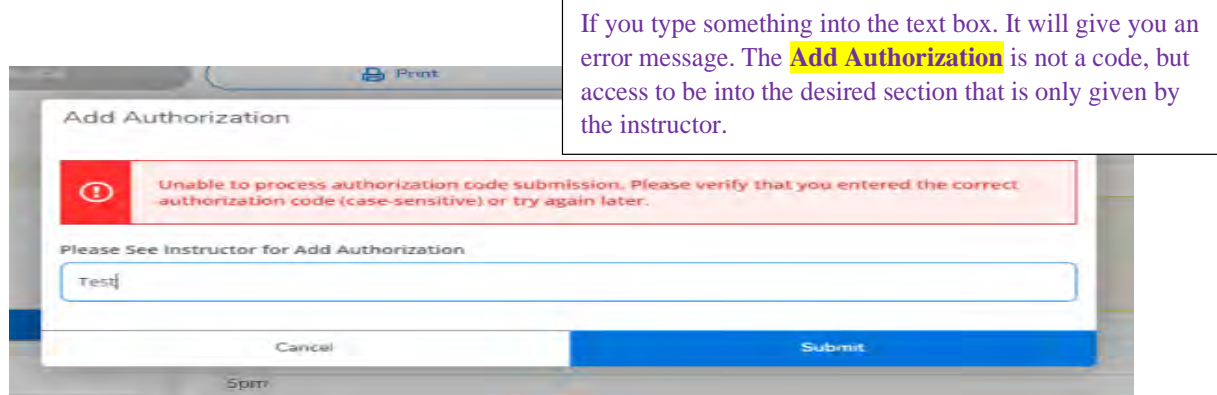 If you type something into the text box. It will give you an
error message. The Add Authorization is not a code, but
access to be into the desired section that is only given by
the instructor.
Print
Add Authorization
Unable to process authorization code submission. Please verify that you entered the correct
authorization code (case-sensitive) or try again later.
Please See Instructor for Add Authorization
Test
Cancel
Submit
5pm